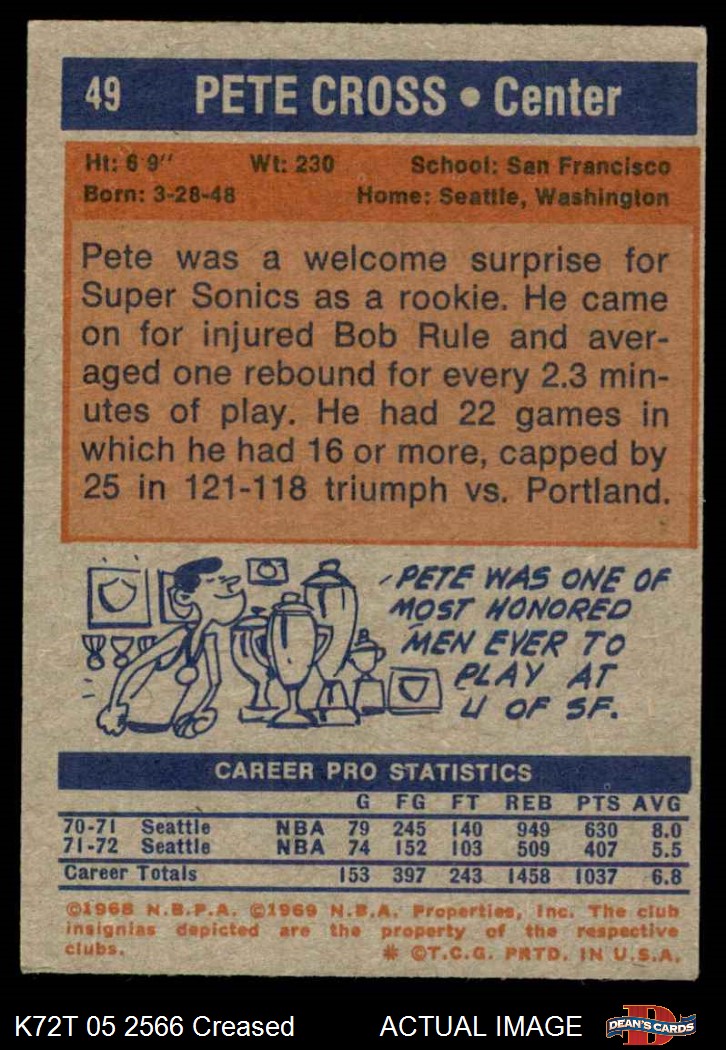 49 PETE CROSS • Center
Ht: 6 9" Wt: 230 School: San Francisco
Born: 3-28-48 Home: Seattle, Washington
Pete was a welcome surprise for
Super Sonics as a rookie. He came
on for injured Bob Rule and aver-
aged one rebound for every 2.3 min-
utes of play. He had 22 games in
which he had 16 or more, capped by
25 in 121-118 triumph vs. Portland.
PETE WAS ONE OF
MOST HONORED
MEN EVER TO
PLAY AT
U OF SF.
CAREER PRO STATISTICS
G FG FT REB PTS AVG
70-71 Seattle NBA 79 245 140 949 630 8.0
71-72 Seattle NBA 74 152 103 509 407 5.5
Career Totals 153 397 243 1458 1037 6.8
©1968 N.B.P.A. ©1969 N.B.A. Properties, Inc. The club
insignias depicted are the property of the respective
clubs. * ©T.C.G. PRTD. IN U.S.A.
K72T 05 2566 Creased ACTUAL IMAGE D DEAN'S CARDS